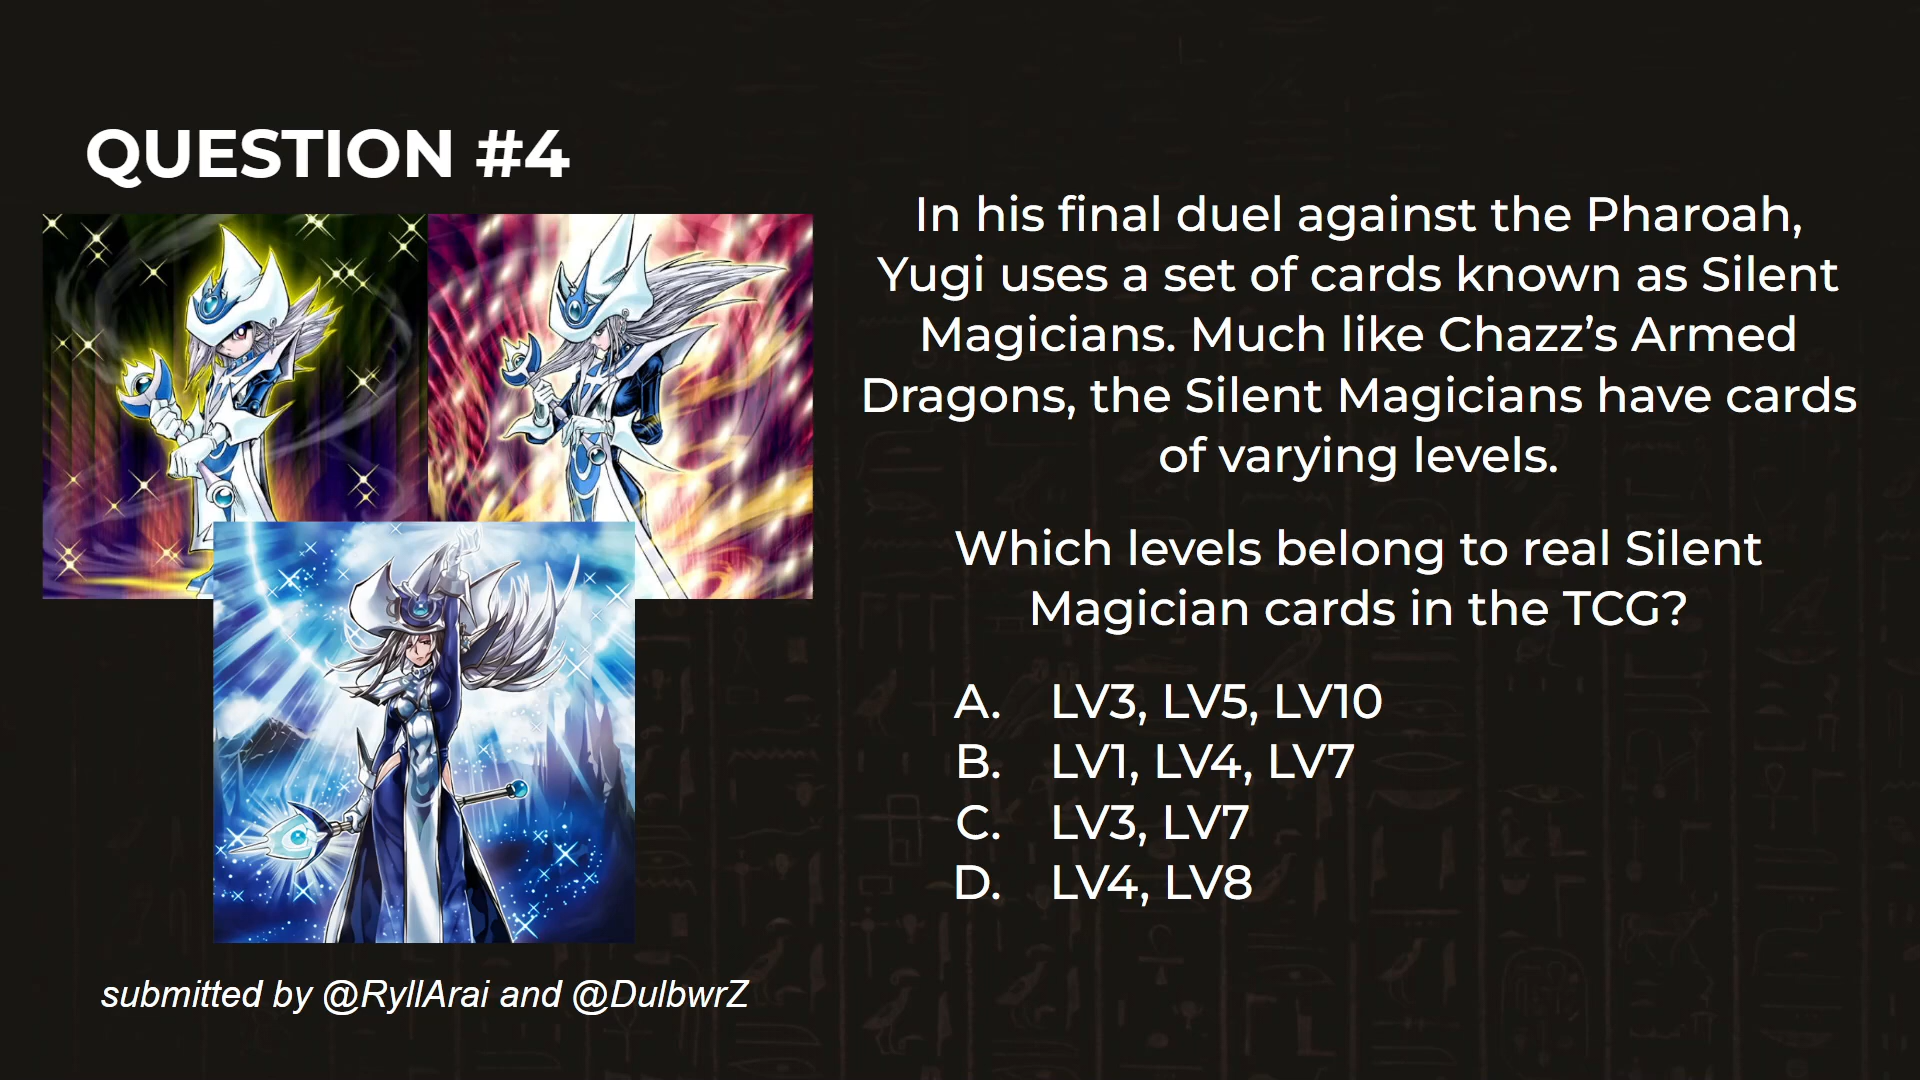 QUESTION #4
In his final duel against the Pharoah,
Yugi uses a set of cards known as Silent
Magicians. Much like Chazz’s Armed
Dragons, the Silent Magicians have cards
of varying levels.
Which levels belong to real Silent
Magician cards in the TCG?
A. LV3, LV5, LV10
B. LV1, LV4, LV7
C. LV3, LV7
D. LV4, LV8
submitted by @RyllArai and @DulbwrZ